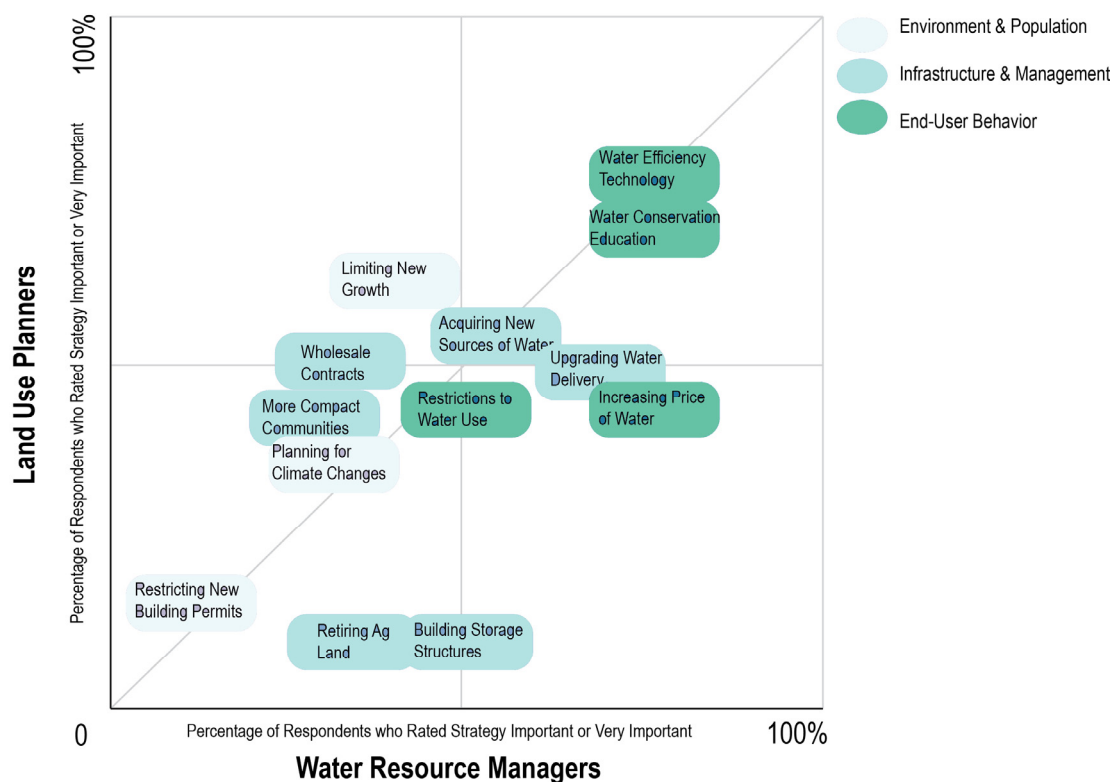 100%
Land Use Planners
Percentage of Respondents who Rated Srategy Important or Very Important
Environment & Population
Infrastructure & Management
End-User Behavior
Water Efficiency
Technology
Water Conservation
Education
Limiting New
Growth
Acquiring New
Sources of Water
Wholesale
Contracts
Upgrading Water
Delivery
More Compact
Communities
Restrictions to
Water Use
Increasing Price
of Water
Planning for
Climate Changes
Restricting New
Building Permits
Retiring Ag
Land
Building Storage
Structures
0
Percentage of Respondents who Rated Strategy Important or Very Important
100%
Water Resource Managers